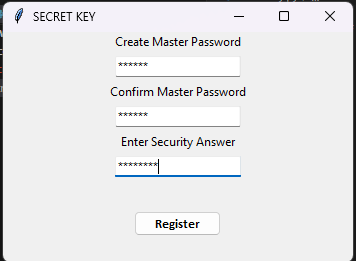 SECRET KEY
Create Master Password
******
Confirm Master Password
******
Enter Security Answer
********
Register